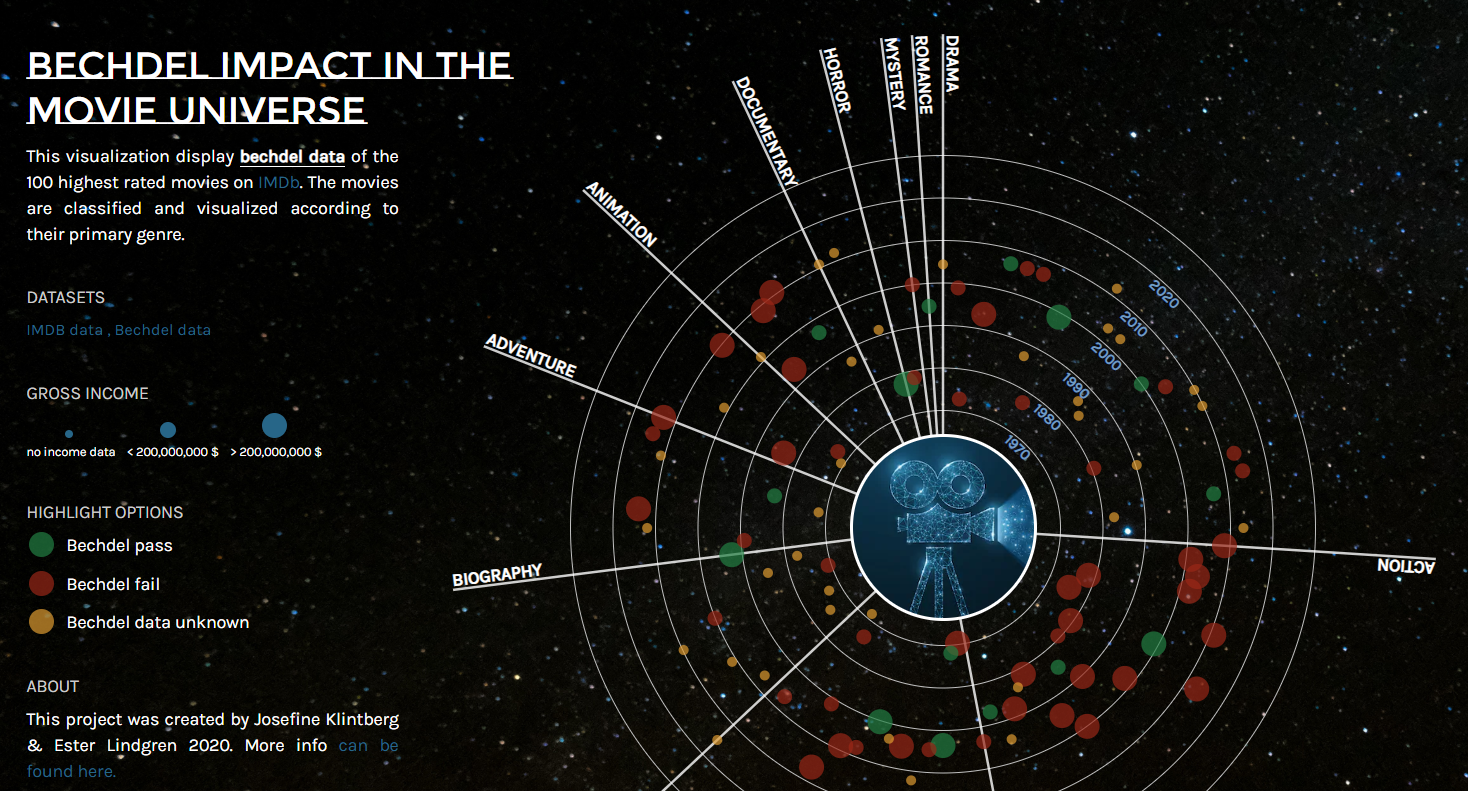 BECHDEL IMPACT IN THE
MOVIE UNIVERSE
This visualization display bechdel data of the
100 highest rated movies on IMDb. The movies
are classified and visualized according to
their primary genre.
DATASETS
IMDB data , Bechdel data
GROSS INCOME
no income data < 200,000,000 $ > 200,000,000 $
HIGHLIGHT OPTIONS
Bechdel pass
Bechdel fail
Bechdel data unknown
ABOUT
This project was created by Josefine Klintberg
& Ester Lindgren 2020. More info can be
found here.
BIOGRAPHY
ADVENTURE
ANIMATION
DOCUMENTARY
HORROR
MYSTERY
ROMANCE
DRAMA
ACTION
2020
2010
2000
1990
1980
1970